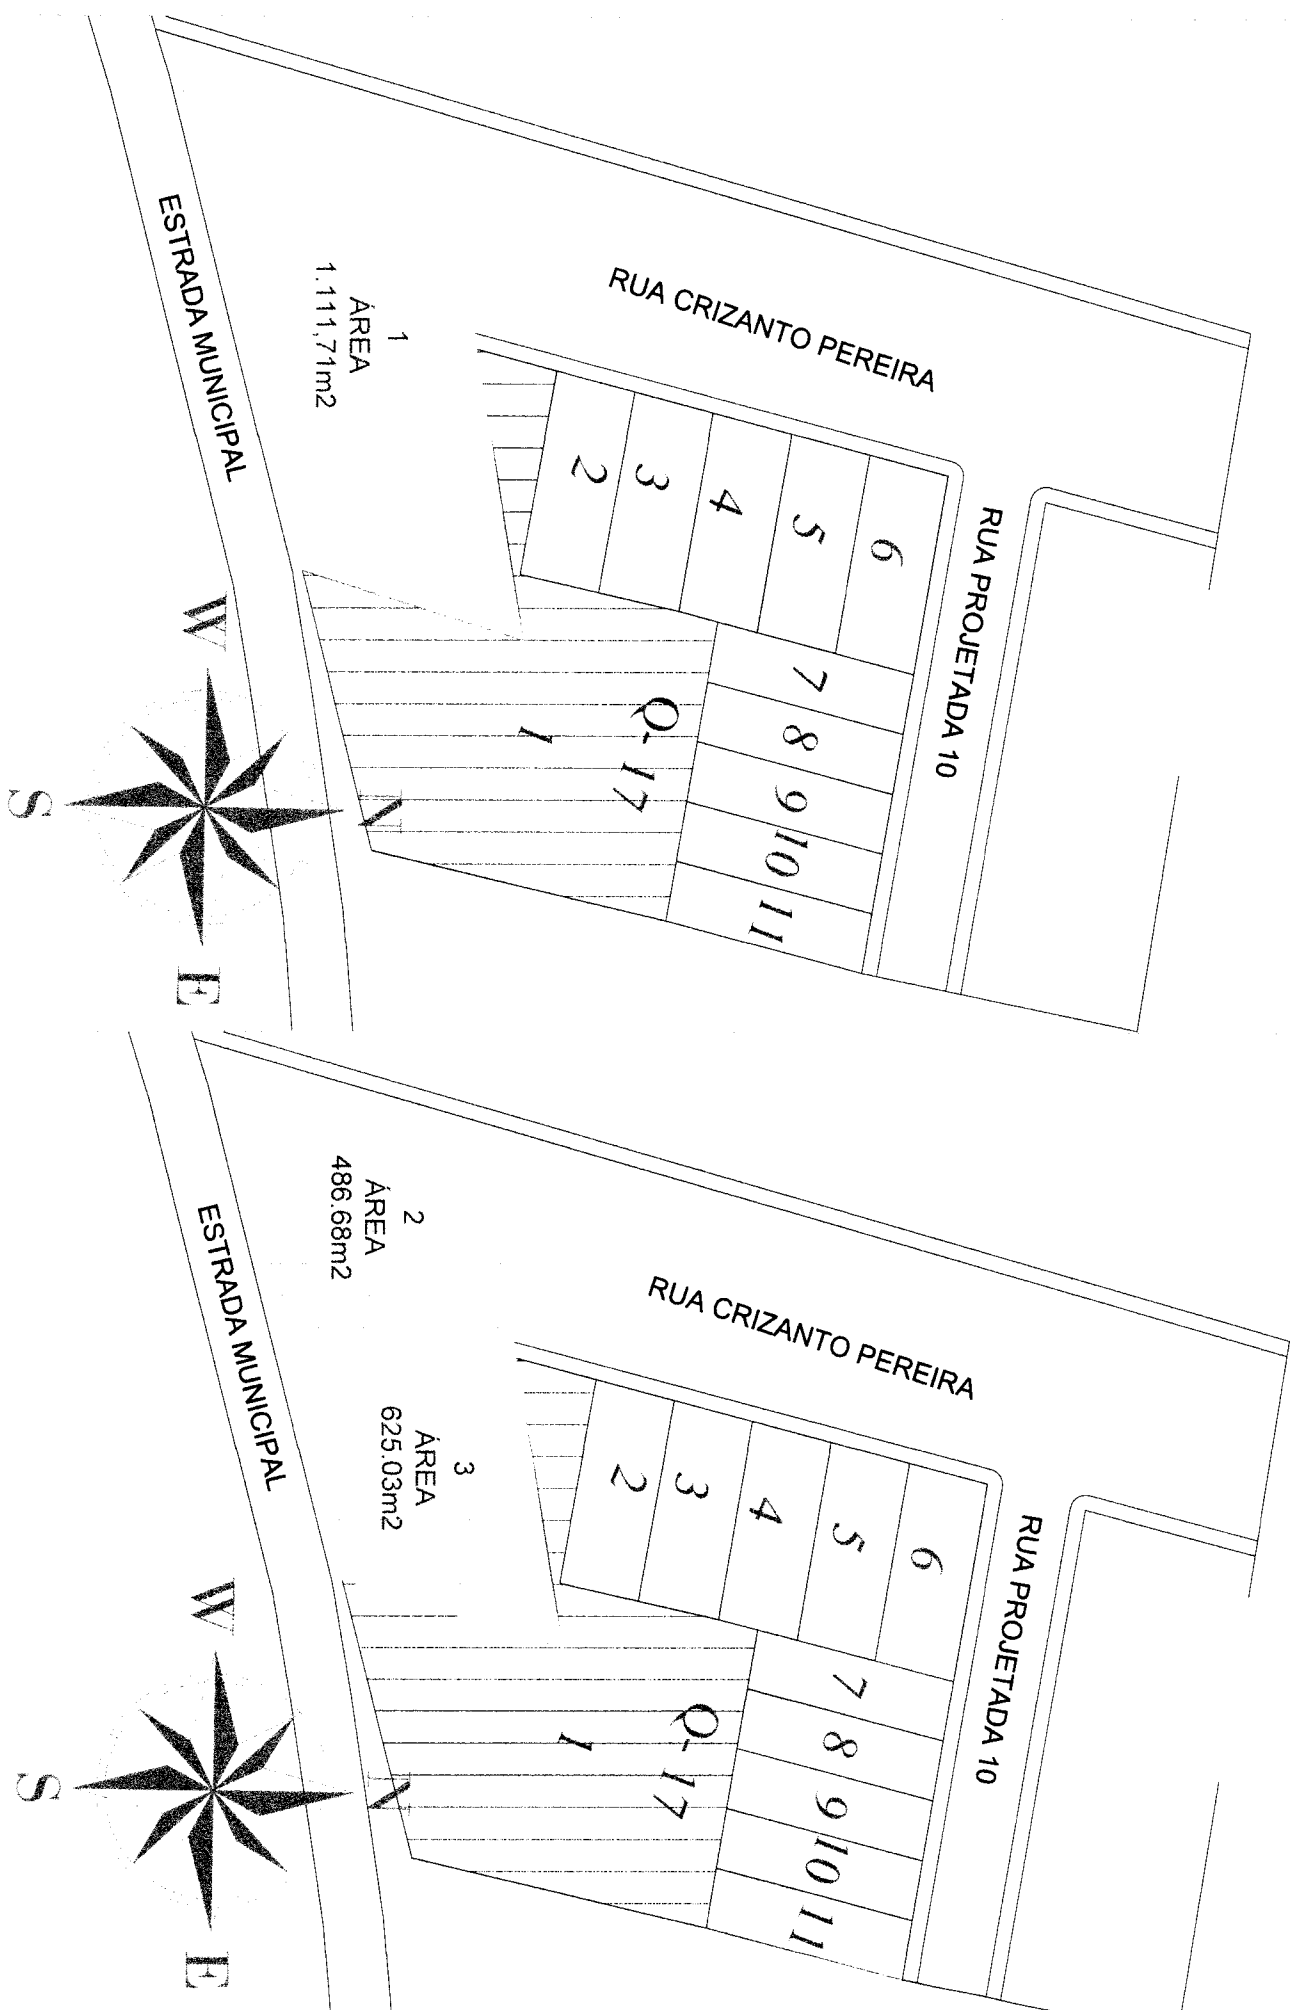 RUA CRIZANTO PEREIRA
RUA PROJETADA 10
ESTRADA MUNICIPAL
1
ÁREA
1.111,71m2
2
3
4
5
6
7
8
9
10
11
Q- 17
1
N
W
E
S
RUA CRIZANTO PEREIRA
RUA PROJETADA 10
ESTRADA MUNICIPAL
2
ÁREA
486.68m2
3
ÁREA
625.03m2
2
3
4
5
6
7
8
9
10
11
Q- 17
1
N
W
E
S